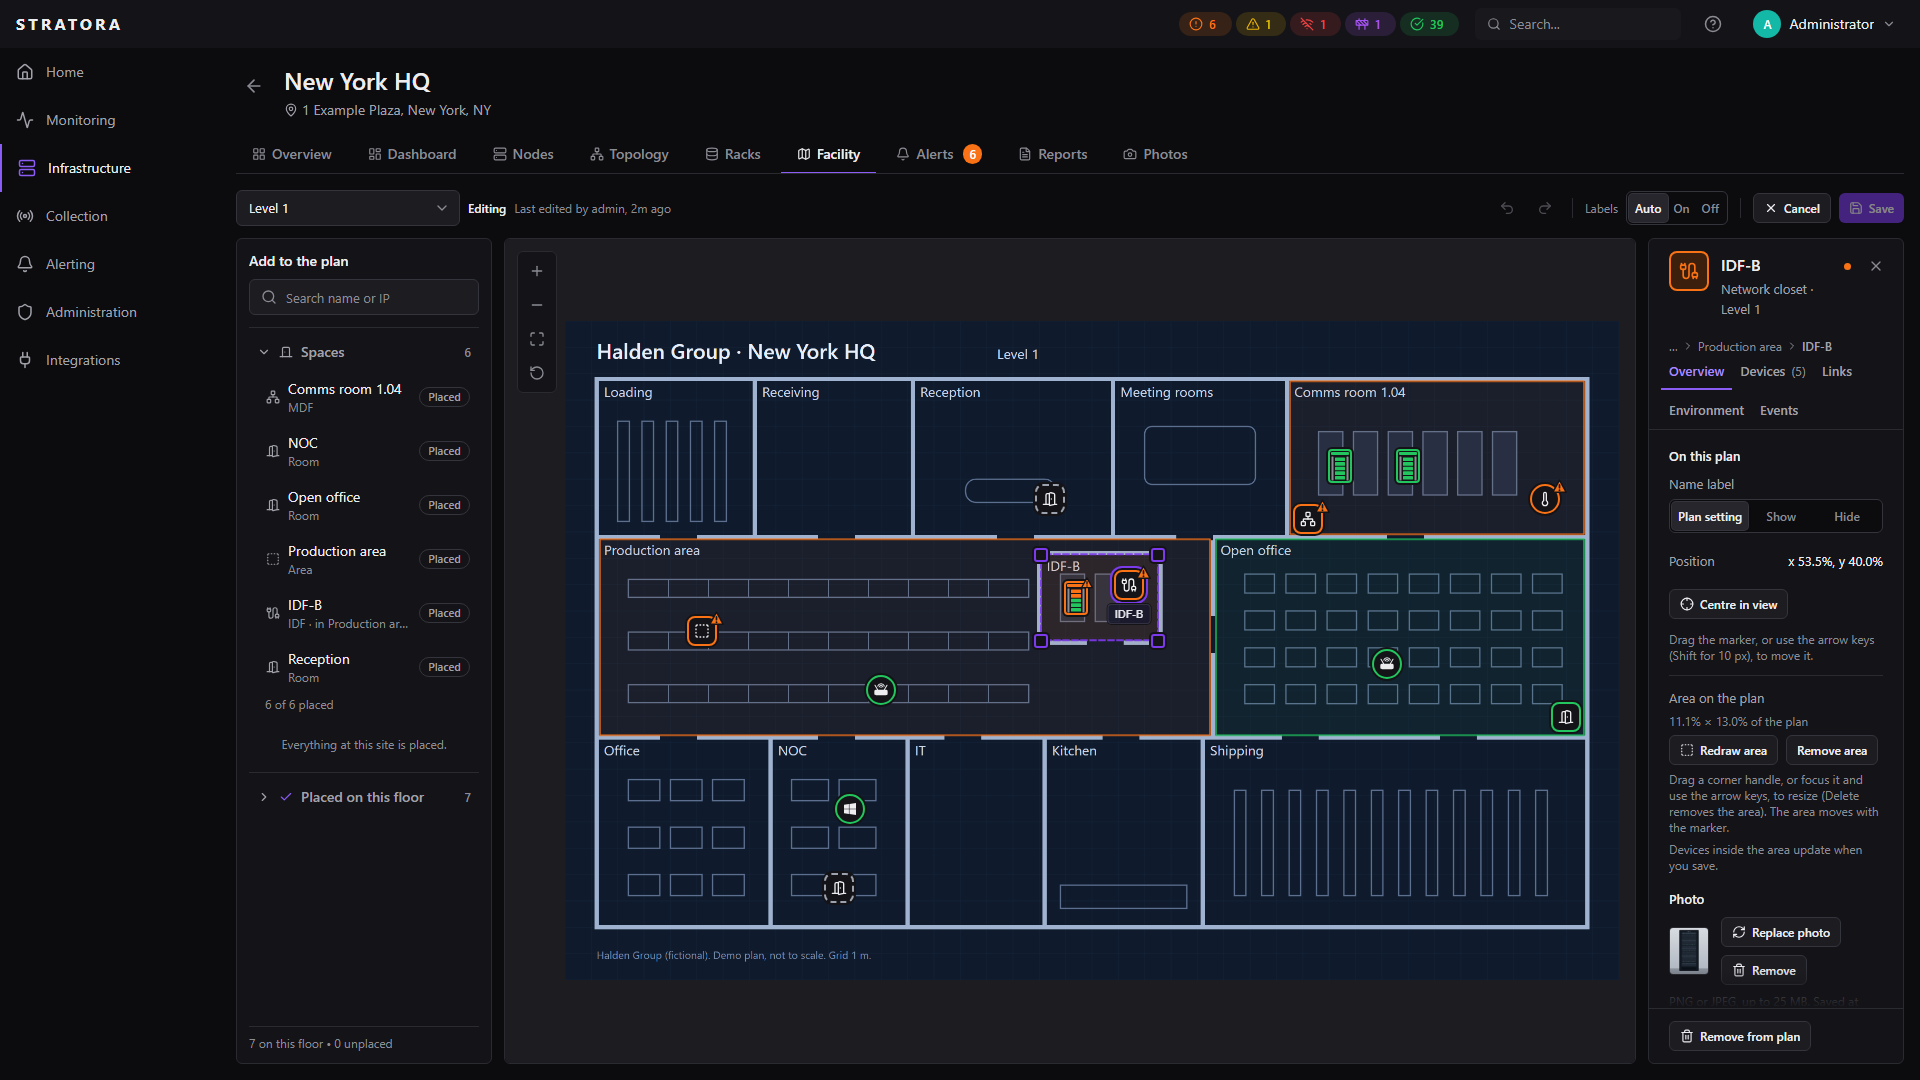 STRATORA
6
1
1
1
39
Search...
A
Administrator
Home
Monitoring
Infrastructure
Collection
Alerting
Administration
Integrations
New York HQ
1 Example Plaza, New York, NY
Overview
Dashboard
Nodes
Topology
Racks
Facility
Alerts 6
Reports
Photos
Level 1
Editing Last edited by admin, 2m ago
Labels Auto On Off
Cancel
Save
Add to the plan
Search name or IP
Spaces 6
Comms room 1.04
MDF
Placed
NOC
Room
Placed
Open office
Room
Placed
Production area
Area
Placed
IDF-B
IDF · in Production ar...
Placed
Reception
Room
Placed
6 of 6 placed
Everything at this site is placed.
Placed on this floor 7
7 on this floor • 0 unplaced
Halden Group · New York HQ
Level 1
Loading
Receiving
Reception
Meeting rooms
Comms room 1.04
Production area
IDF-B
IDF-B
Open office
Office
NOC
IT
Kitchen
Shipping
Halden Group (fictional). Demo plan, not to scale. Grid 1 m.
IDF-B
Network closet ·
Level 1
... > Production area > IDF-B
Overview Devices (5) Links
Environment Events
On this plan
Name label
Plan setting Show Hide
Position x 53.5%, y 40.0%
Centre in view
Drag the marker, or use the arrow keys
(Shift for 10 px), to move it.
Area on the plan
11.1% × 13.0% of the plan
Redraw area
Remove area
Drag a corner handle, or focus it and
use the arrow keys, to resize (Delete
removes the area). The area moves with
the marker.
Devices inside the area update when
you save.
Photo
Replace photo
Remove
PNG or JPEG, up to 25 MB. Saved at
Remove from plan